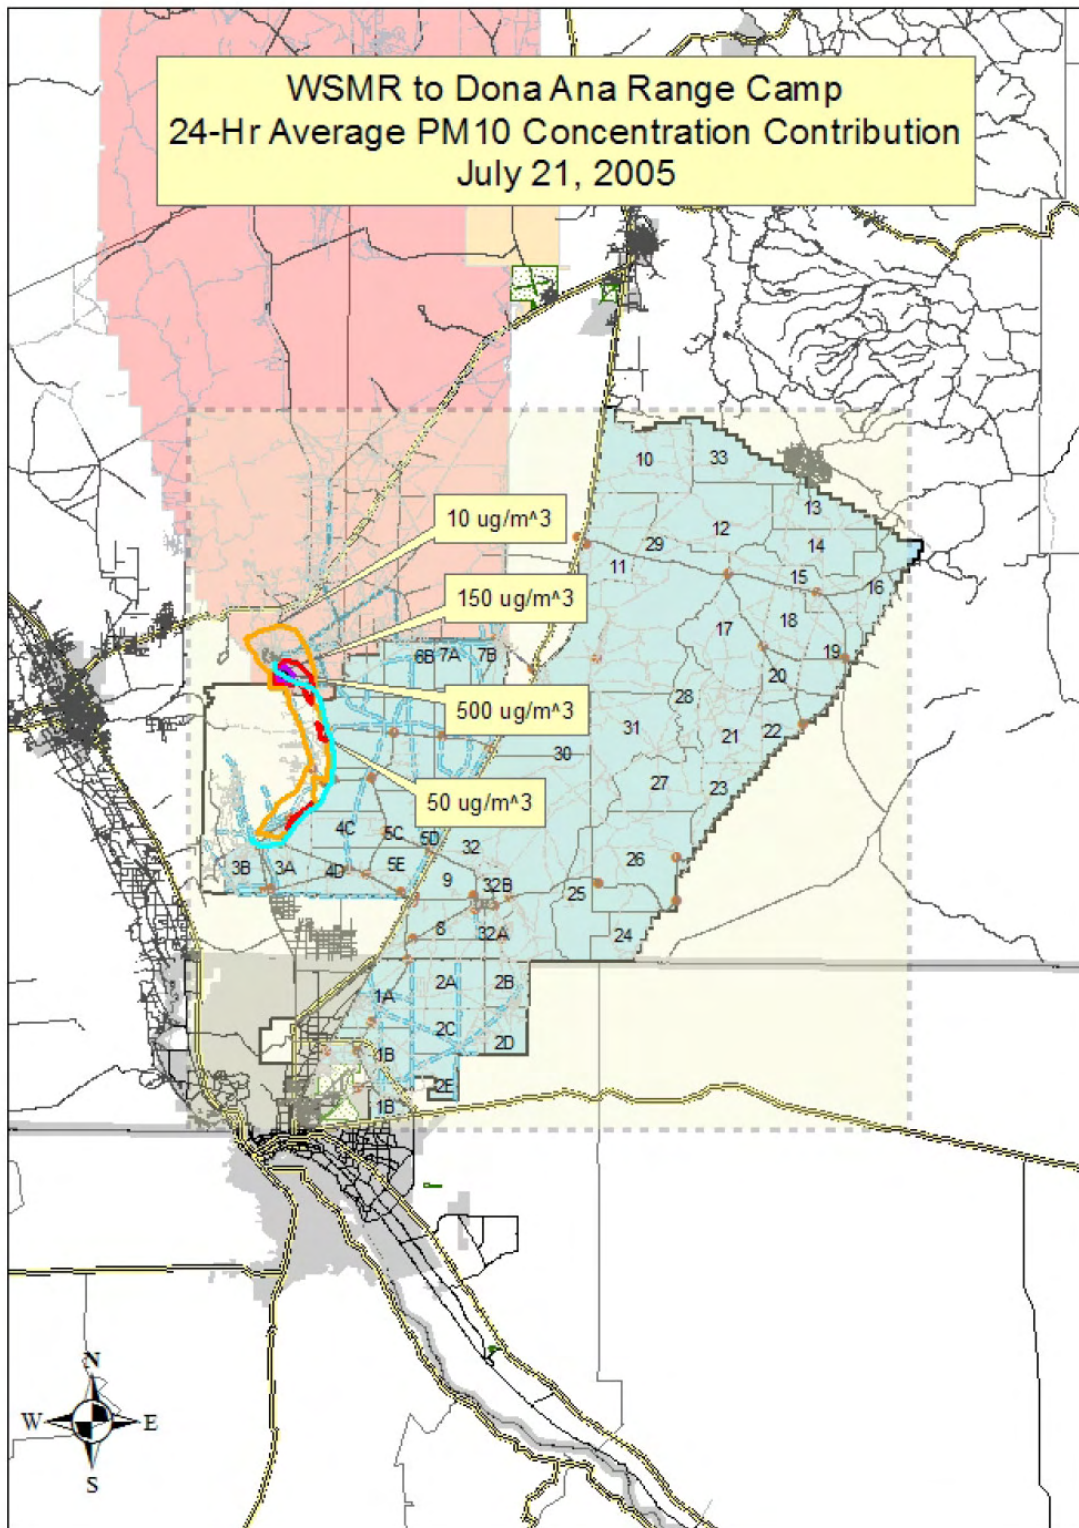 WSMR to Dona Ana Range Camp
24-Hr Average PM10 Concentration Contribution
July 21, 2005
10
33
13
10 ug/m^3
12
29
14
11
15
16
150 ug/m^3
18
17
6B
7A
7B
19
20
28
500 ug/m^3
31
22
21
30
27
23
50 ug/m^3
4C
5C
5D
32
26
3B
3A
4D
5E
9
32B
25
8
32A
24
2A
2B
1A
2C
2D
1B
2E
1B
N
W
E
S